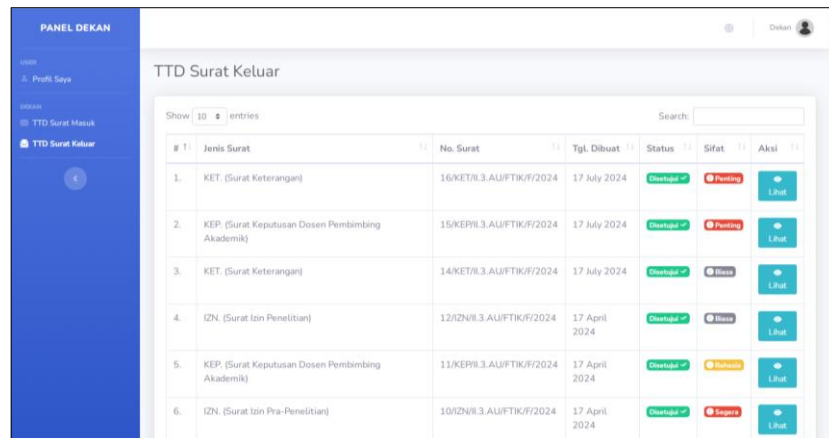 PANEL DEKAN
Dekan
USER
Profil Saya
DEKAN
TTD Surat Masuk
TTD Surat Keluar
TTD Surat Keluar
Show 10 entries
Search:
# Jenis Surat No. Surat Tgl. Dibuat Status Sifat Aksi
1. KET. (Surat Keterangan) 16/KET/II.3.AU/FTIK/F/2024 17 July 2024 Disetujui Penting Lihat
2. KEP. (Surat Keputusan Dosen Pembimbing Akademik) 15/KEP/II.3.AU/FTIK/F/2024 17 July 2024 Disetujui Penting Lihat
3. KET. (Surat Keterangan) 14/KET/II.3.AU/FTIK/F/2024 17 July 2024 Disetujui Biasa Lihat
4. IZN. (Surat Izin Penelitian) 12/IZN/II.3.AU/FTIK/F/2024 17 April 2024 Disetujui Biasa Lihat
5. KEP. (Surat Keputusan Dosen Pembimbing Akademik) 11/KEP/II.3.AU/FTIK/F/2024 17 April 2024 Disetujui Rahasia Lihat
6. IZN. (Surat Izin Pra-Penelitian) 10/IZN/II.3.AU/FTIK/F/2024 17 April 2024 Disetujui Segera Lihat